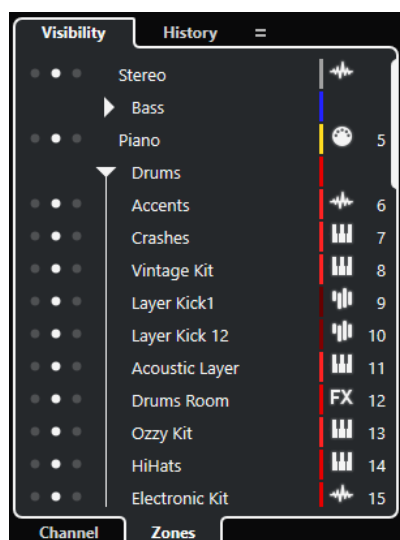 Visibility History =
Stereo
Bass
Piano 5
Drums
Accents 6
Crashes 7
Vintage Kit 8
Layer Kick1 9
Layer Kick 12 10
Acoustic Layer 11
Drums Room FX 12
Ozzy Kit 13
HiHats 14
Electronic Kit 15
Channel Zones